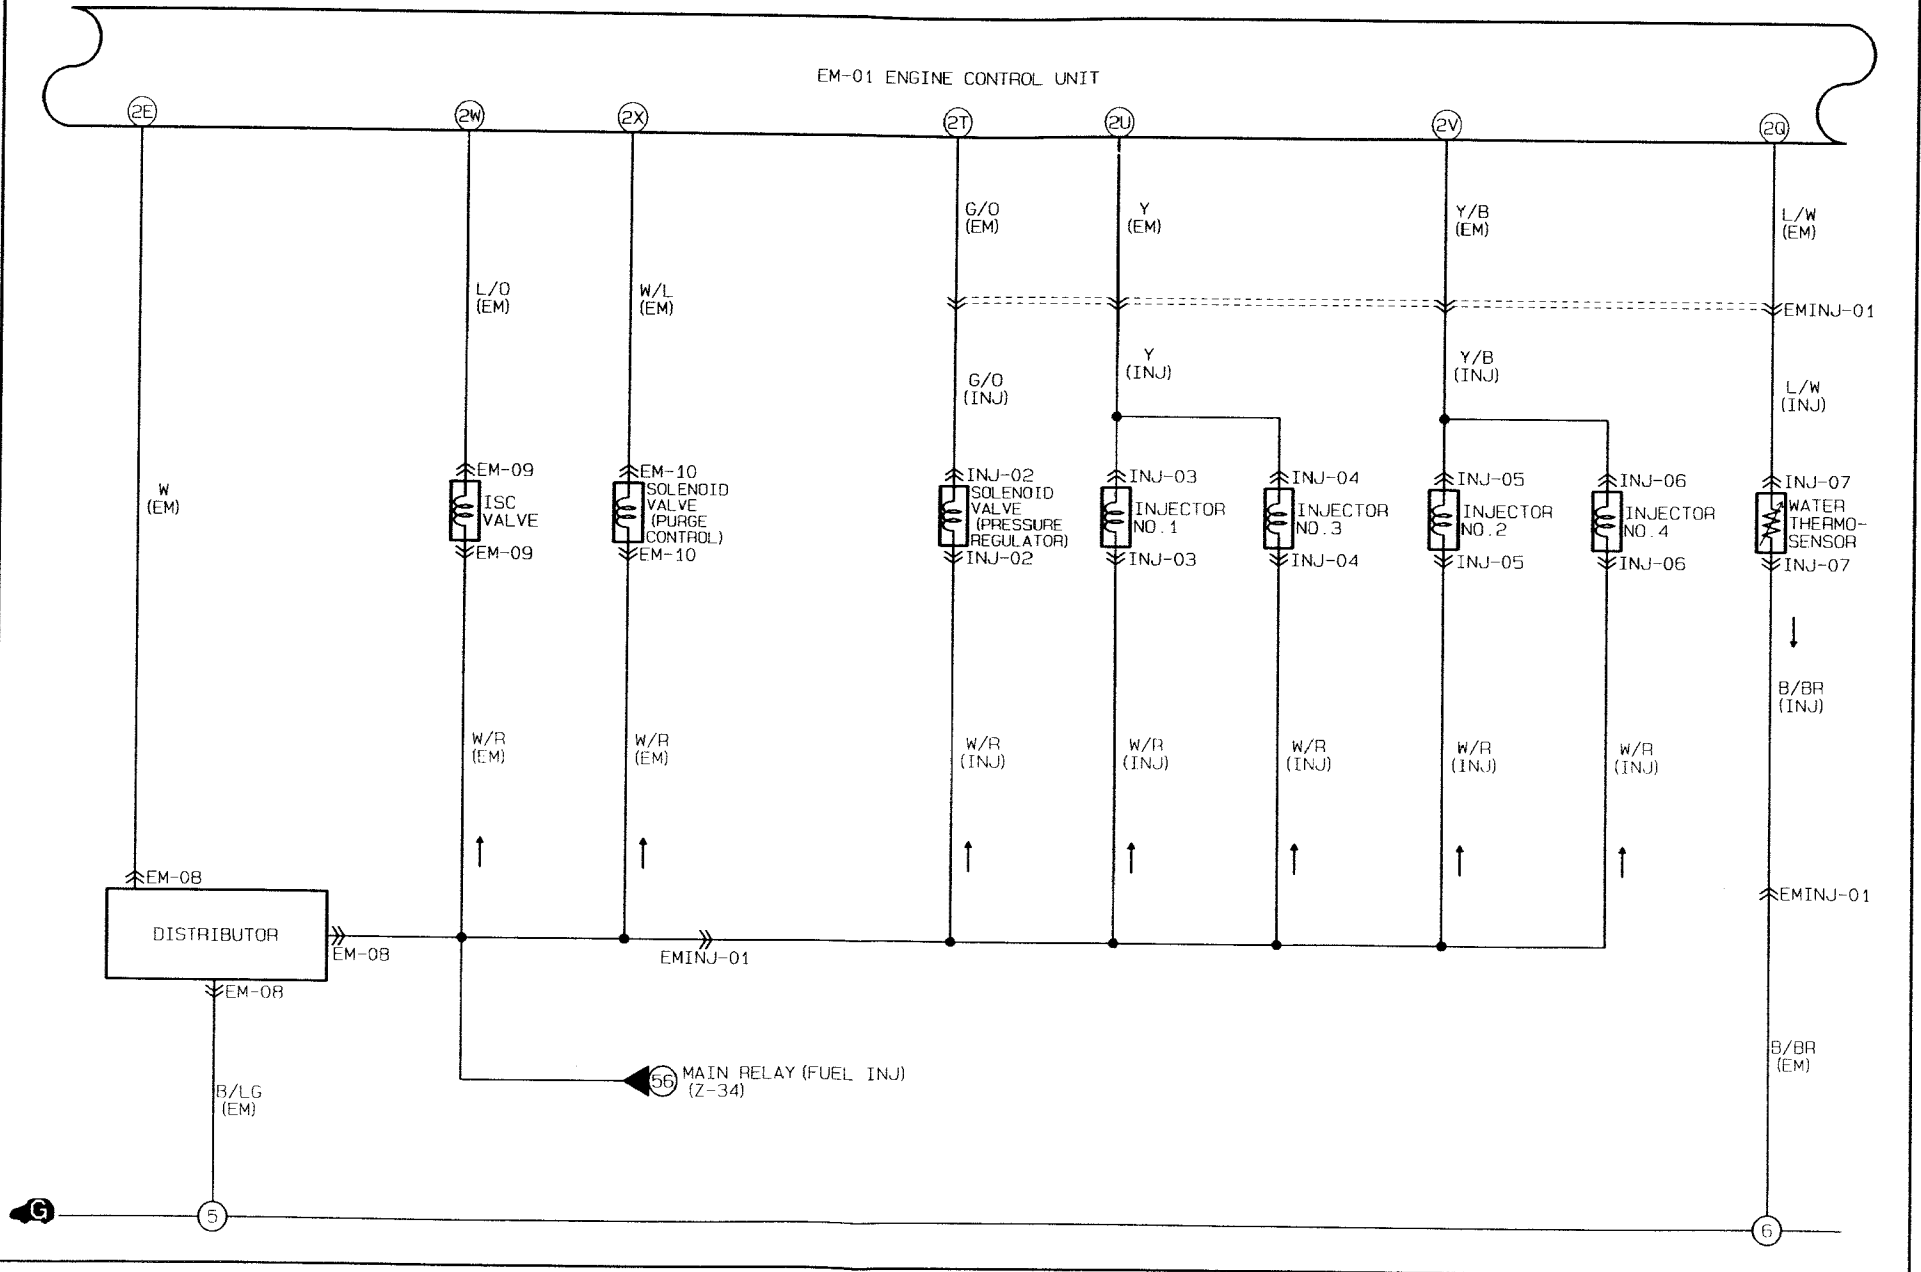 EM-01 ENGINE CONTROL UNIT
2E
2W
2X
2T
2U
2V
2Q
G/O
(EM)
Y
(EM)
Y/B
(EM)
L/W
(EM)
L/O
(EM)
W/L
(EM)
EMINJ-01
G/O
(INJ)
Y
(INJ)
Y/B
(INJ)
L/W
(INJ)
W
(EM)
EM-09
ISC
VALVE
EM-09
EM-10
SOLENOID
VALVE
(PURGE
CONTROL)
EM-10
INJ-02
SOLENOID
VALVE
(PRESSURE
REGULATOR)
INJ-02
INJ-03
INJECTOR
NO.1
INJ-03
INJ-04
INJECTOR
NO.3
INJ-04
INJ-05
INJECTOR
NO.2
INJ-05
INJ-06
INJECTOR
NO.4
INJ-06
INJ-07
WATER
THERMO-
SENSOR
INJ-07
B/BR
(INJ)
W/R
(EM)
W/R
(EM)
W/R
(INJ)
W/R
(INJ)
W/R
(INJ)
W/R
(INJ)
W/R
(INJ)
EM-08
DISTRIBUTOR
EM-08
EM-08
EMINJ-01
EMINJ-01
56 MAIN RELAY (FUEL INJ)
(Z-34)
B/LG
(EM)
B/BR
(EM)
G
5
6